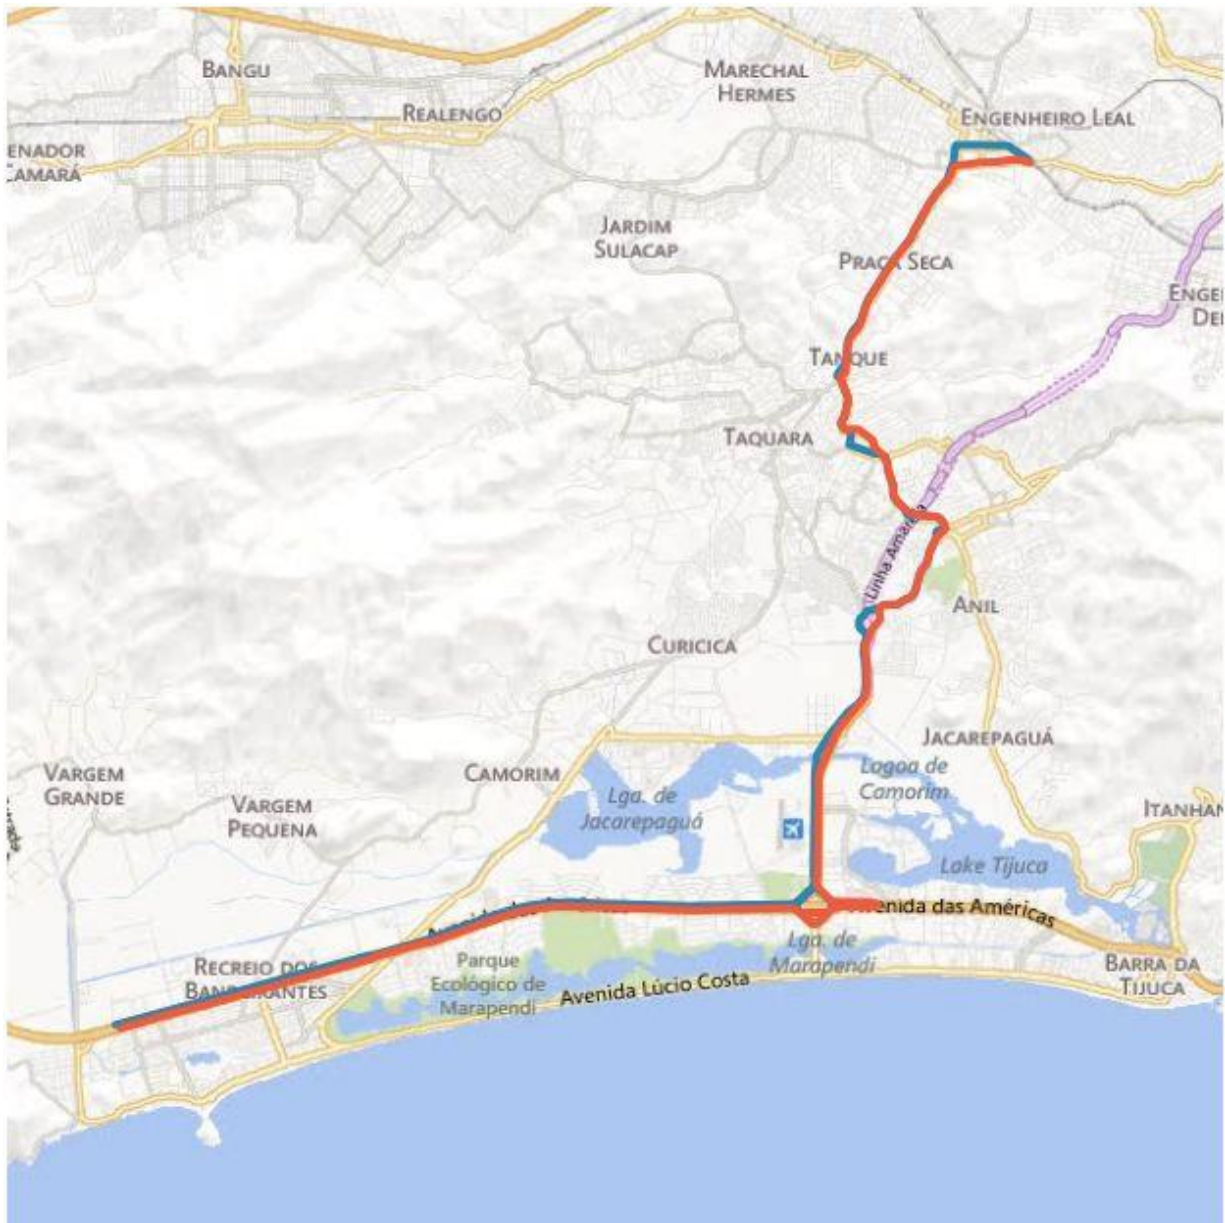 BANGU
MARECHAL
HERMES
REALENGO
ENGENHEIRO LEAL
ENADOR
CAMARÁ
JARDIM
SULACAP
PRAÇA SECA
ENGE
DE
TANQUE
TAQUARA
Linha Amarela
ANIL
CURICICA
JACAREPAGUÁ
VARGEM
GRANDE
CAMORIM
Lagoa de
Camorim
VARGEM
PEQUENA
Lga. de
Jacarepaguá
ITANHAN
Lake Tijuca
Avenida das Américas
Lga. de
Marapendi
RECREIO DOS
BANDEIRANTES
Parque
Ecológico de
Marapendi
Avenida Lúcio Costa
BARRA DA
TIJUCA